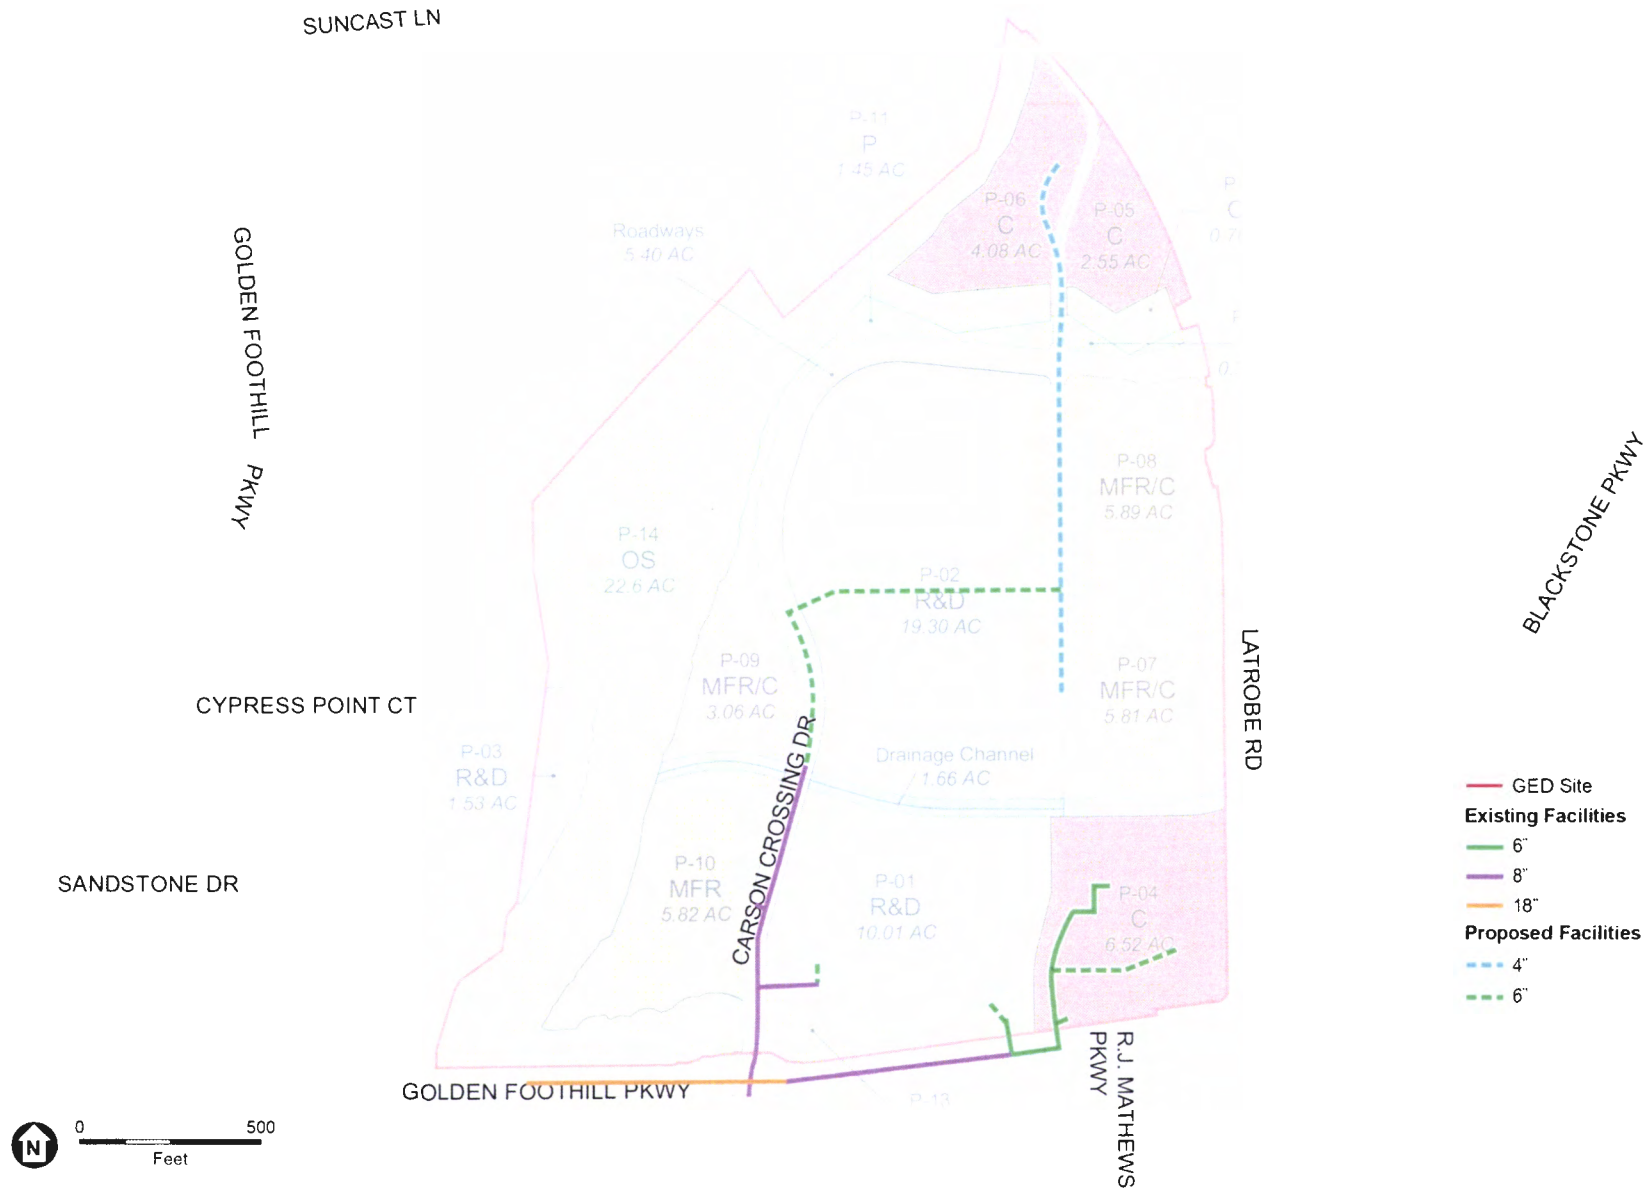 SUNCAST LN
P-11
P
1.45 AC
P-06
C
4.08 AC
P-05
C
2.55 AC
Roadways
5.40 AC
GOLDEN FOOTHILL PKWY
P-08
MFR/C
5.89 AC
BLACKSTONE PKWY
P-14
OS
22.6 AC
P-02
R&D
19.30 AC
LATROBE RD
P-09
MFR/C
3.06 AC
P-07
MFR/C
5.81 AC
CYPRESS POINT CT
CARSON CROSSING DR
P-03
R&D
1.53 AC
Drainage Channel
1.66 AC
GED Site
Existing Facilities
6"
8"
18"
Proposed Facilities
4"
6"
SANDSTONE DR
P-10
MFR
5.82 AC
P-01
R&D
10.01 AC
P-04
C
6.52 AC
R.J. MATHEWS
PKWY
GOLDEN FOOTHILL PKWY
P-13
N
0 500
Feet